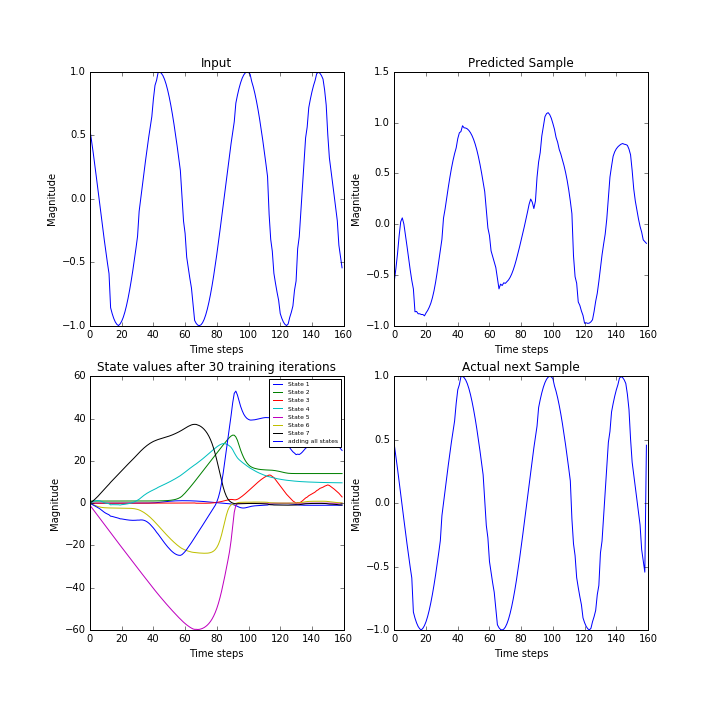 Input
Magnitude
1.0
0.5
0.0
−0.5
−1.0
0 20 40 60 80 100 120 140 160
Time steps
Predicted Sample
Magnitude
1.5
1.0
0.5
0.0
−0.5
−1.0
0 20 40 60 80 100 120 140 160
Time steps
State values after 30 training iterations
Magnitude
60
40
20
0
−20
−40
−60
0 20 40 60 80 100 120 140 160
Time steps
State 1
State 2
State 3
State 4
State 5
State 6
State 7
adding all states
Actual next Sample
Magnitude
1.0
0.5
0.0
−0.5
−1.0
0 20 40 60 80 100 120 140 160
Time steps